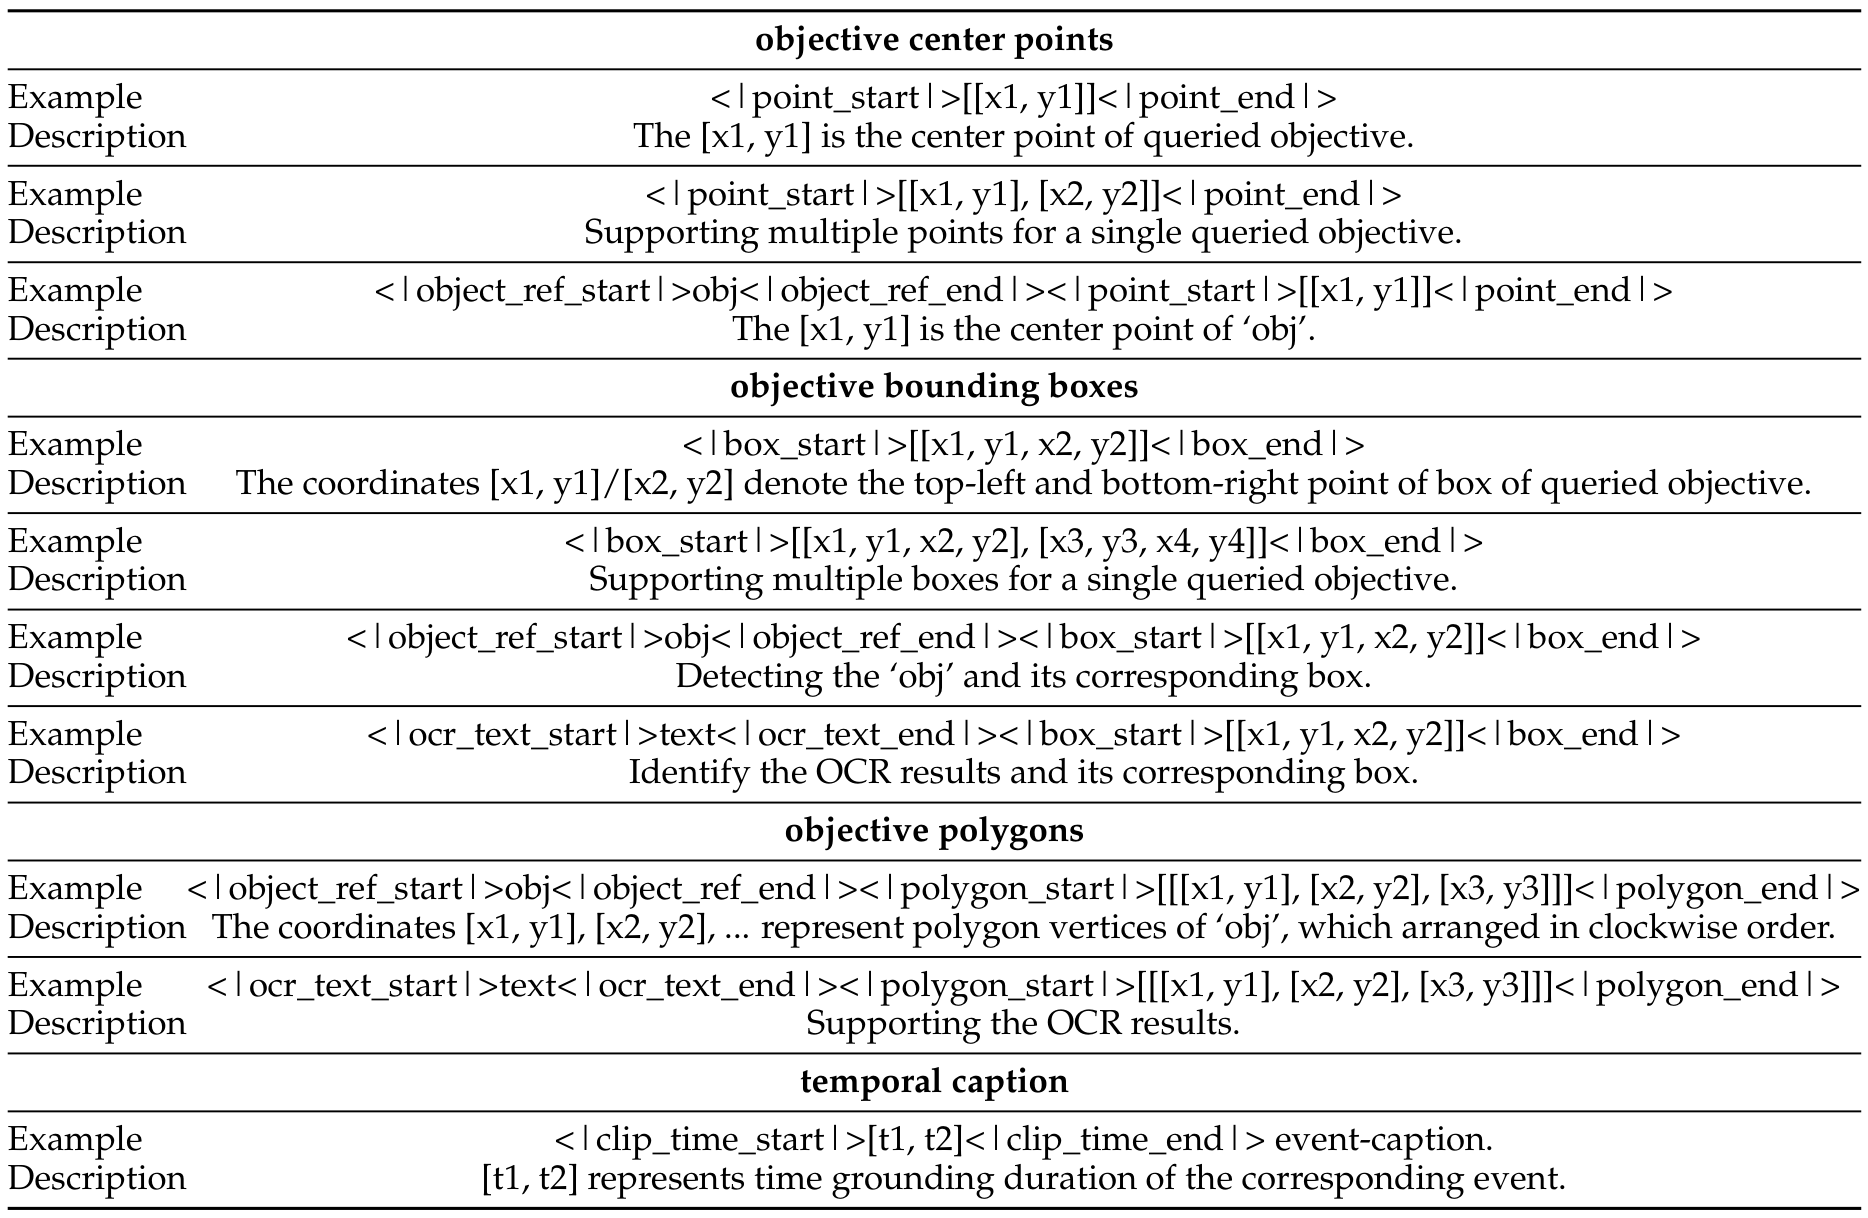 objective center points
Example <|point_start|>[[x1, y1]]<|point_end|>
Description The [x1, y1] is the center point of queried objective.
Example <|point_start|>[[x1, y1], [x2, y2]]<|point_end|>
Description Supporting multiple points for a single queried objective.
Example <|object_ref_start|>obj<|object_ref_end|><|point_start|>[[x1, y1]]<|point_end|>
Description The [x1, y1] is the center point of ‘obj’.
objective bounding boxes
Example <|box_start|>[[x1, y1, x2, y2]]<|box_end|>
Description The coordinates [x1, y1]/[x2, y2] denote the top-left and bottom-right point of box of queried objective.
Example <|box_start|>[[x1, y1, x2, y2], [x3, y3, x4, y4]]<|box_end|>
Description Supporting multiple boxes for a single queried objective.
Example <|object_ref_start|>obj<|object_ref_end|><|box_start|>[[x1, y1, x2, y2]]<|box_end|>
Description Detecting the ‘obj’ and its corresponding box.
Example <|ocr_text_start|>text<|ocr_text_end|><|box_start|>[[x1, y1, x2, y2]]<|box_end|>
Description Identify the OCR results and its corresponding box.
objective polygons
Example <|object_ref_start|>obj<|object_ref_end|><|polygon_start|>[[[x1, y1], [x2, y2], [x3, y3]]]<|polygon_end|>
Description The coordinates [x1, y1], [x2, y2], ... represent polygon vertices of ‘obj’, which arranged in clockwise order.
Example <|ocr_text_start|>text<|ocr_text_end|><|polygon_start|>[[[x1, y1], [x2, y2], [x3, y3]]]<|polygon_end|>
Description Supporting the OCR results.
temporal caption
Example <|clip_time_start|>[t1, t2]<|clip_time_end|> event-caption.
Description [t1, t2] represents time grounding duration of the corresponding event.